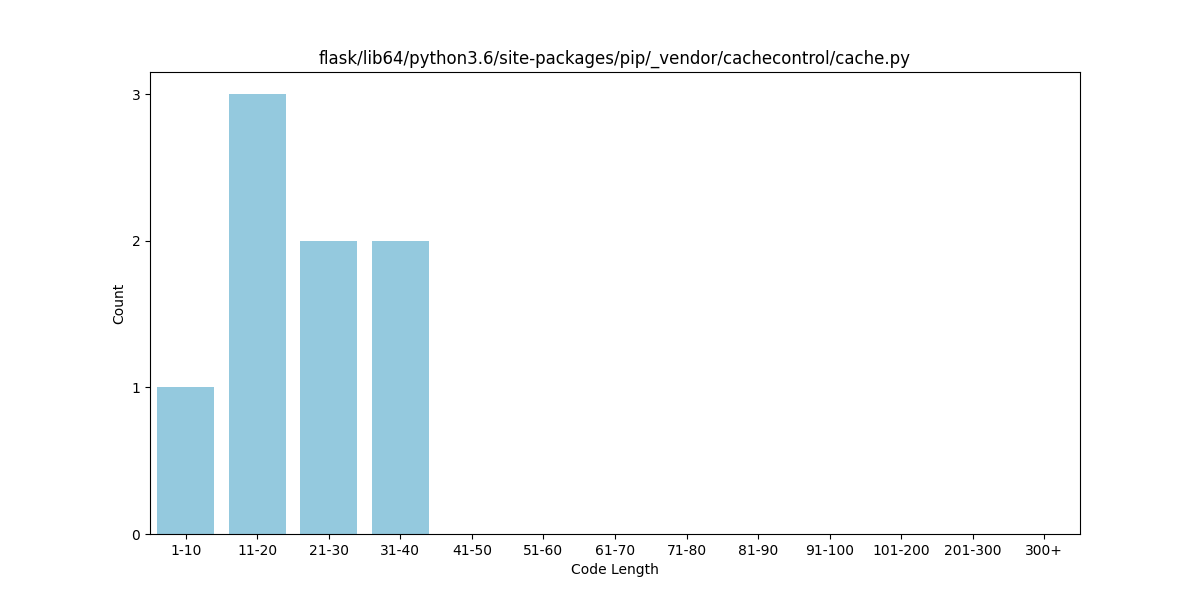 flask/lib64/python3.6/site-packages/pip/_vendor/cachecontrol/cache.py
Count
3
2
1
0
1-10 11-20 21-30 31-40 41-50 51-60 61-70 71-80 81-90 91-100 101-200 201-300 300+
Code Length